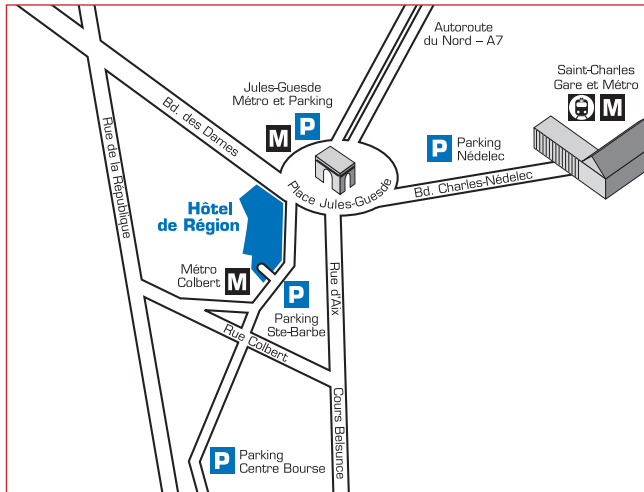 Autoroute
du Nord – A7
Saint-Charles
Gare et Métro
M
Jules-Guesde
Métro et Parking
M
P
P
Parking
Nédelec
Bd. des Dames
Rue de la République
Place Jules-Guesde
Bd. Charles-Nédelec
Hôtel
de Région
Métro
Colbert
M
P
Parking
Ste-Barbe
Rue d'Aix
Rue Colbert
Cours Belsunce
P
Parking
Centre Bourse